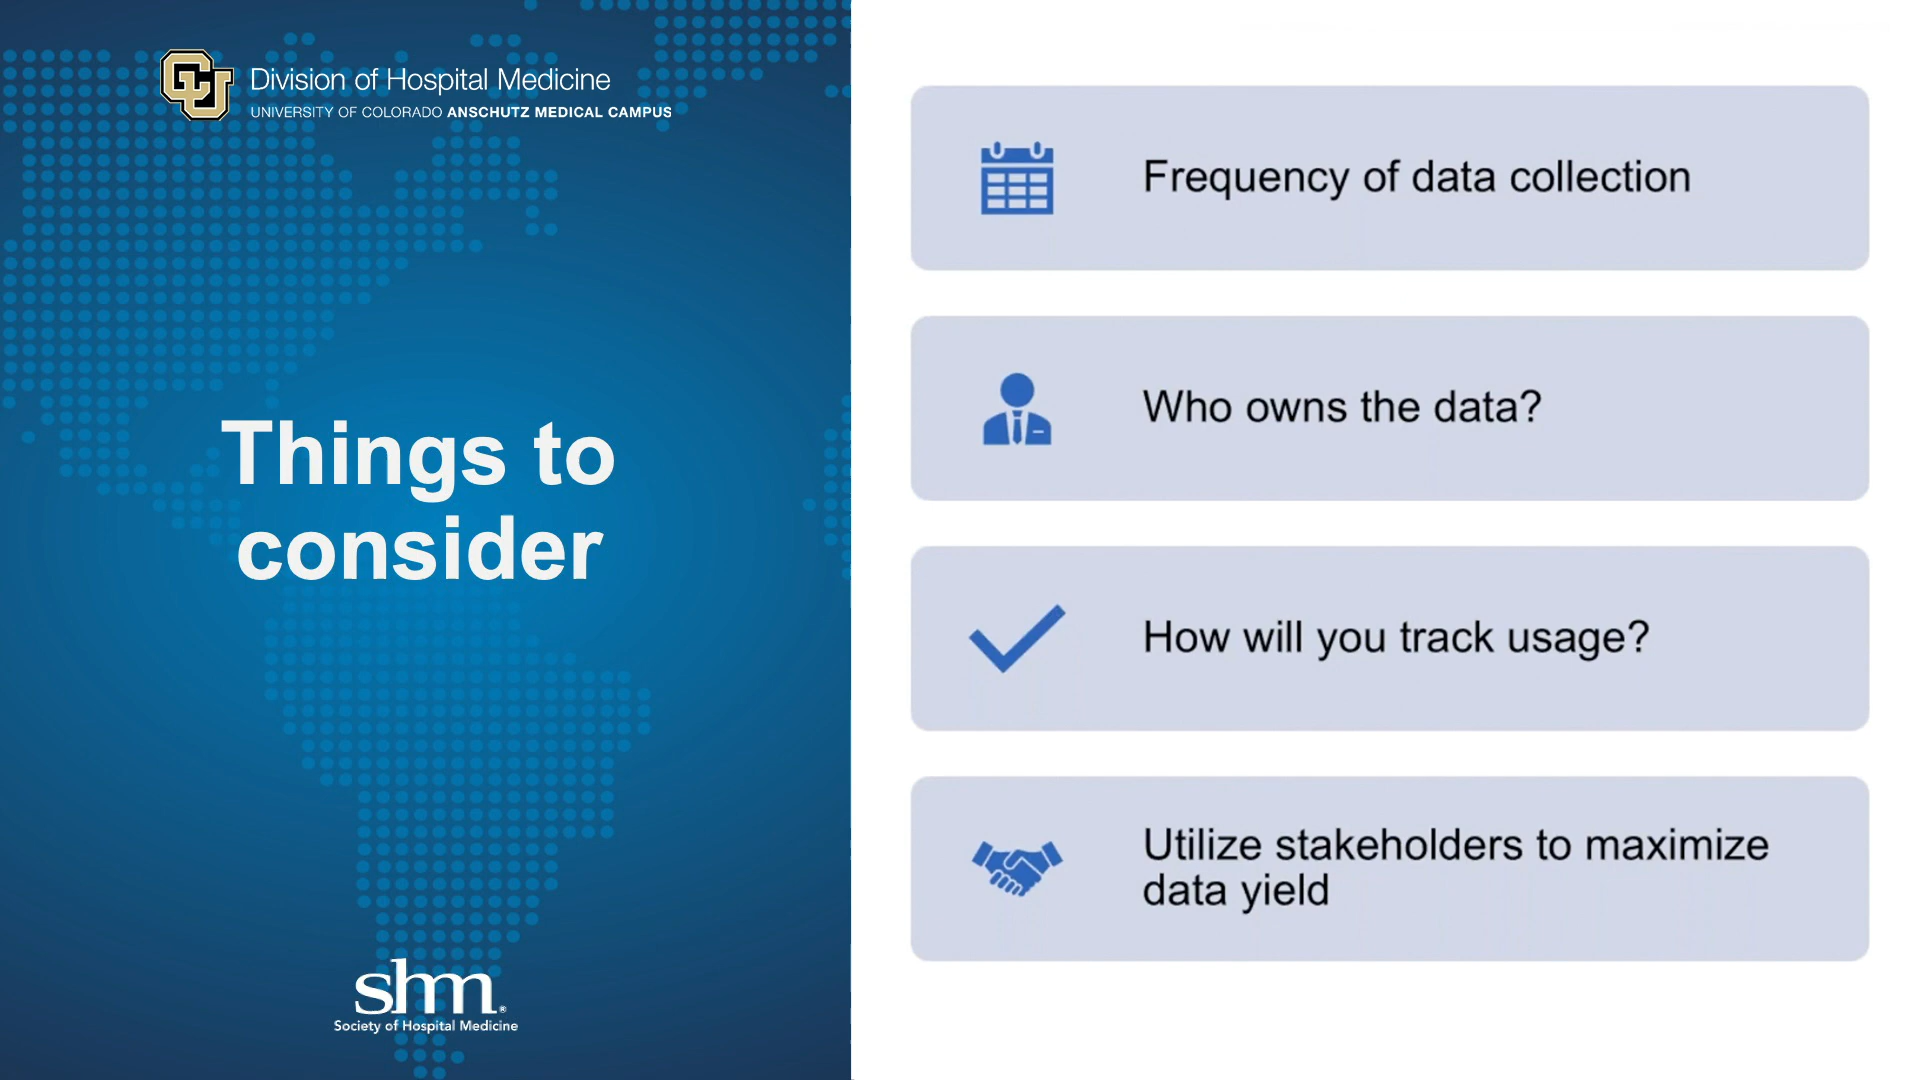 Division of Hospital Medicine
UNIVERSITY OF COLORADO ANSCHUTZ MEDICAL CAMPUS
Things to
consider
shm®
Society of Hospital Medicine
Frequency of data collection
Who owns the data?
How will you track usage?
Utilize stakeholders to maximize
data yield